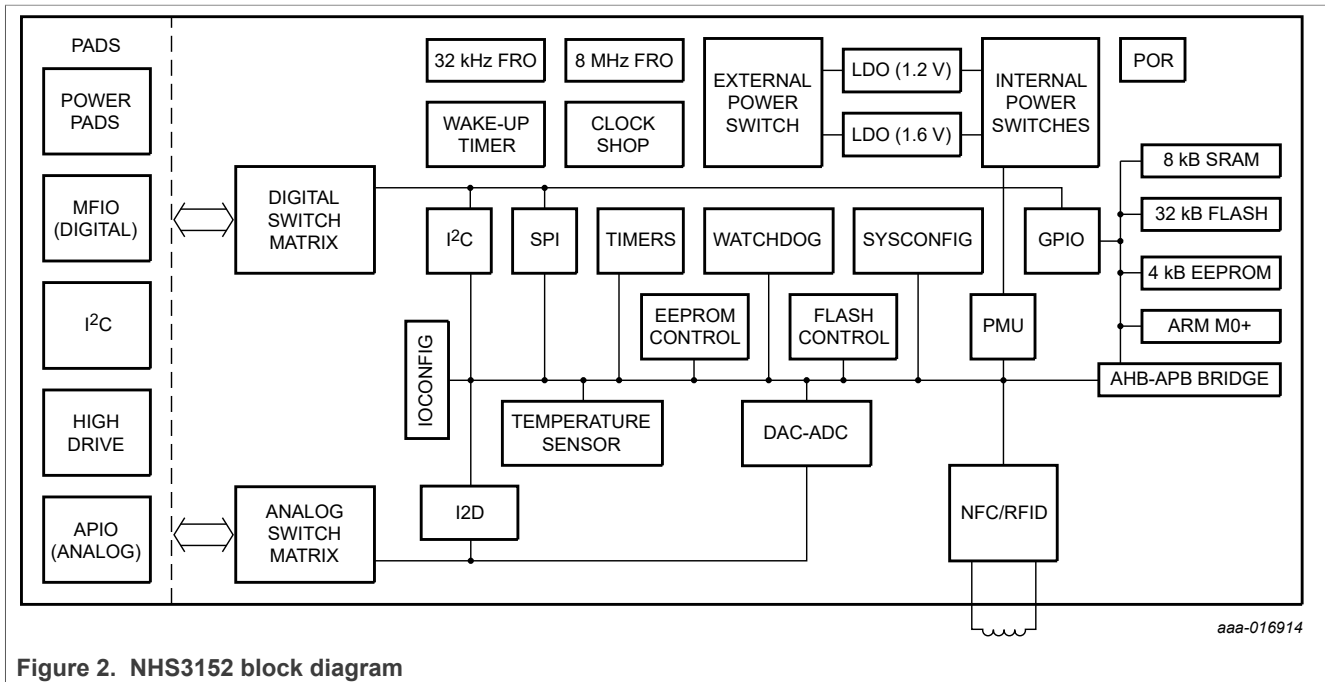 PADS
POWER
PADS
MFIO
(DIGITAL)
I²C
HIGH
DRIVE
APIO
(ANALOG)
32 kHz FRO
8 MHz FRO
WAKE-UP
TIMER
CLOCK
SHOP
EXTERNAL
POWER
SWITCH
LDO (1.2 V)
LDO (1.6 V)
INTERNAL
POWER
SWITCHES
POR
DIGITAL
SWITCH
MATRIX
I²C
SPI
TIMERS
WATCHDOG
SYSCONFIG
GPIO
8 kB SRAM
32 kB FLASH
4 kB EEPROM
ARM M0+
AHB-APB BRIDGE
IOCONFIG
EEPROM
CONTROL
FLASH
CONTROL
PMU
TEMPERATURE
SENSOR
DAC-ADC
ANALOG
SWITCH
MATRIX
I2D
NFC/RFID
aaa-016914
Figure 2. NHS3152 block diagram